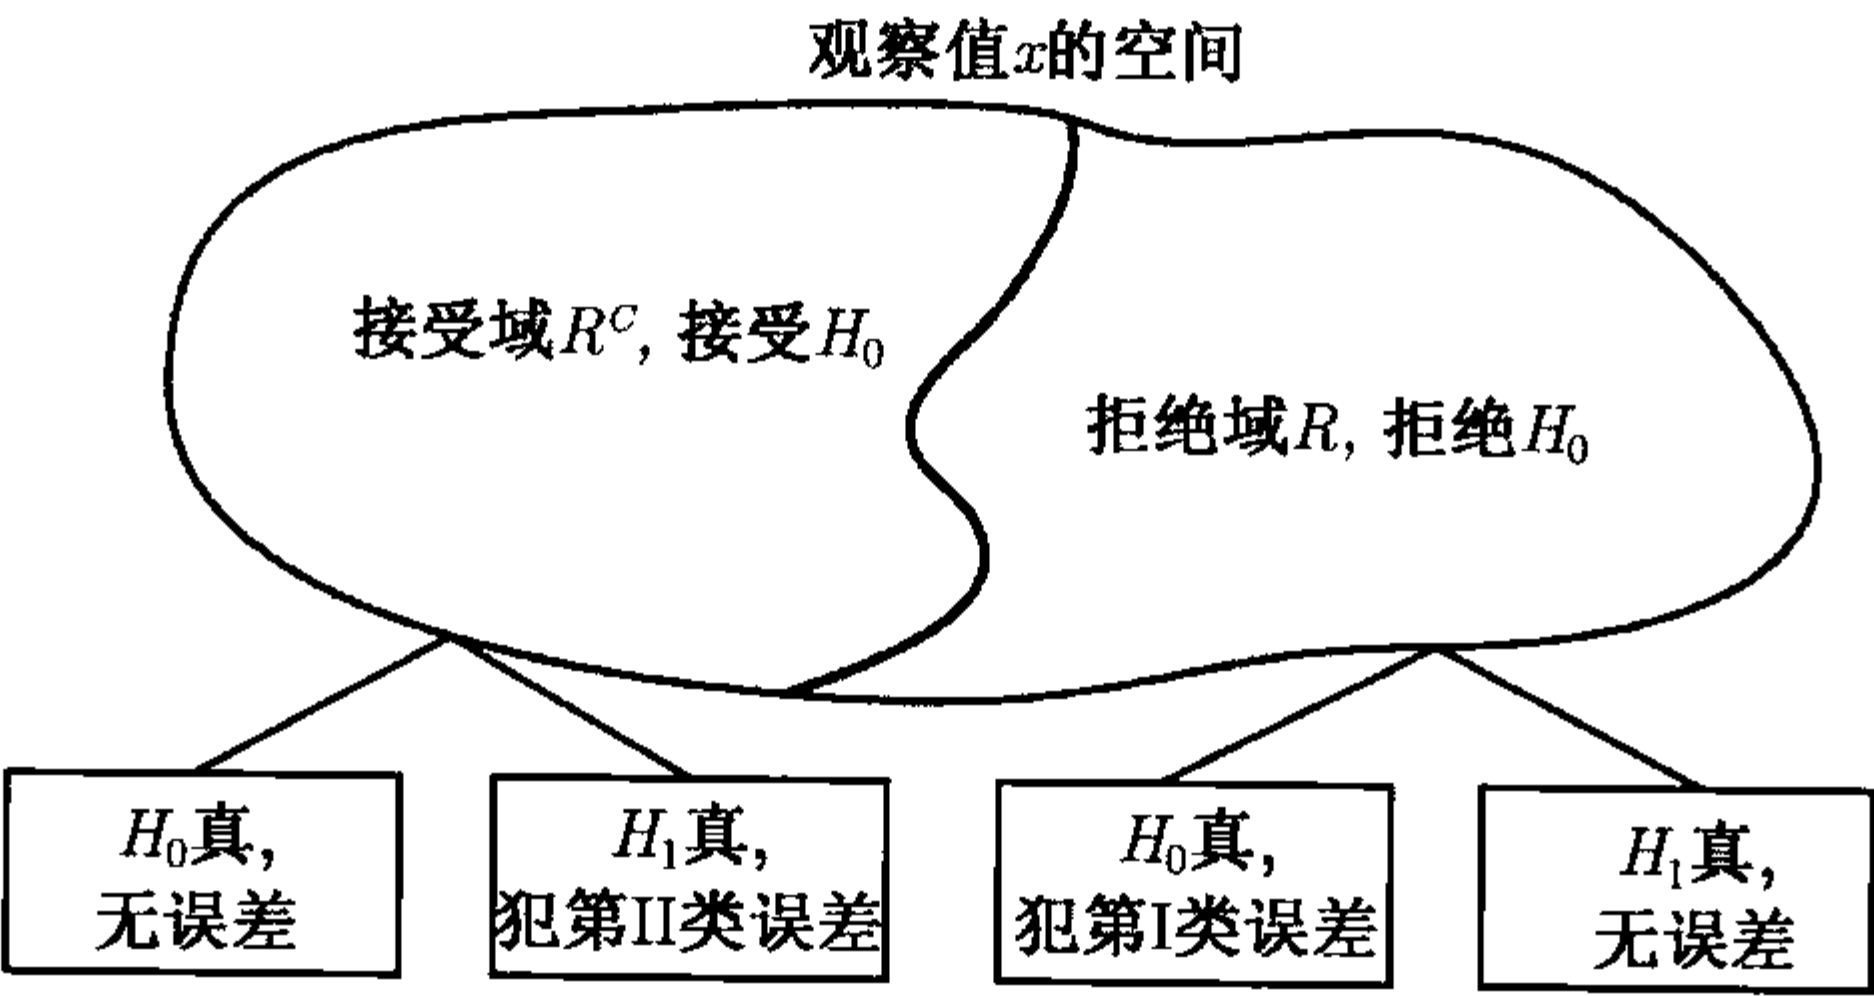 观察值x的空间
接受域R^C, 接受H_0
拒绝域R, 拒绝H_0
H_0真,
无误差
H_1真,
犯第II类误差
H_0真,
犯第I类误差
H_1真,
无误差